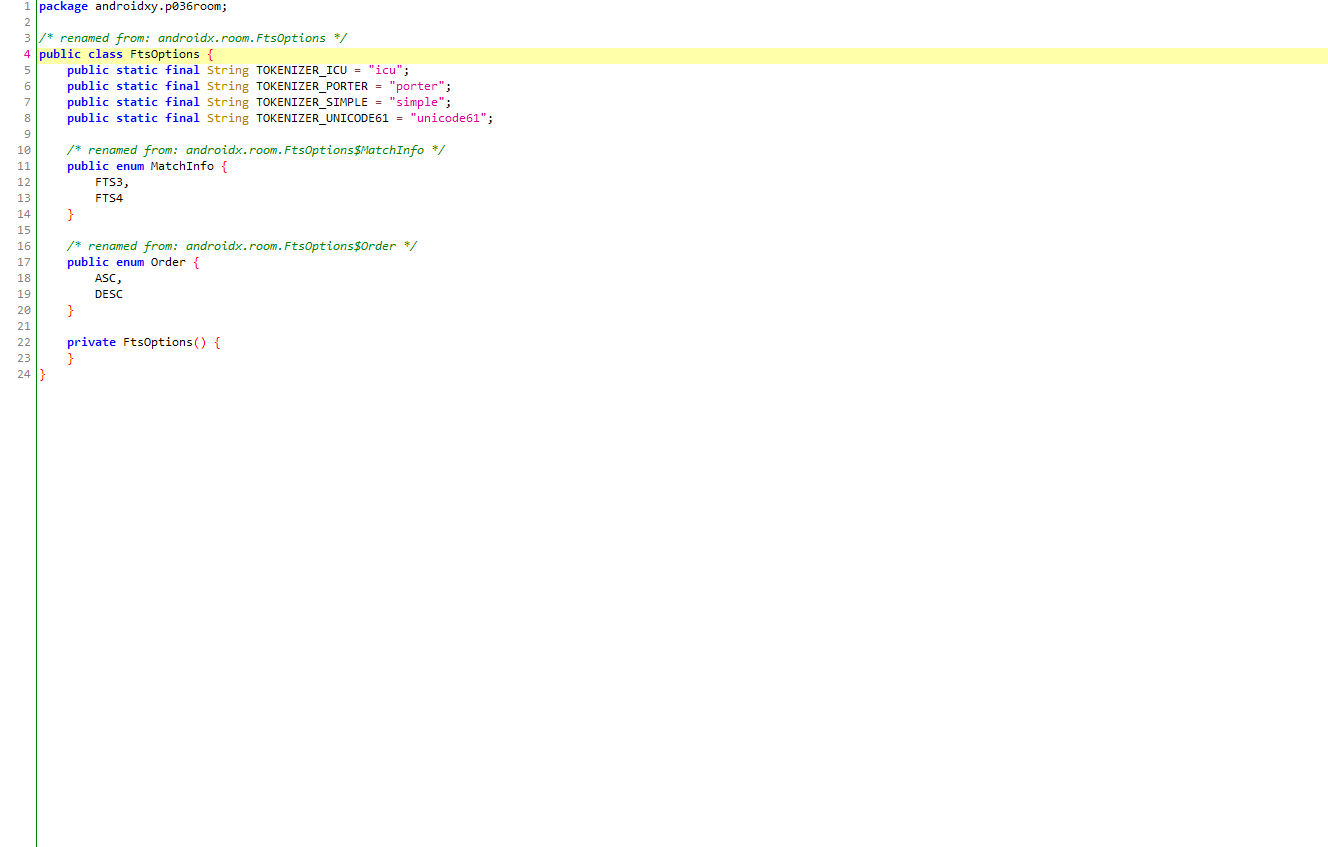 1 package androidxy.p036room;
2
3 /* renamed from: androidx.room.FtsOptions */
4 public class FtsOptions {
5     public static final String TOKENIZER_ICU = "icu";
6     public static final String TOKENIZER_PORTER = "porter";
7     public static final String TOKENIZER_SIMPLE = "simple";
8     public static final String TOKENIZER_UNICODE61 = "unicode61";
9
10     /* renamed from: androidx.room.FtsOptions$MatchInfo */
11     public enum MatchInfo {
12         FTS3,
13         FTS4
14     }
15
16     /* renamed from: androidx.room.FtsOptions$Order */
17     public enum Order {
18         ASC,
19         DESC
20     }
21
22     private FtsOptions() {
23     }
24 }